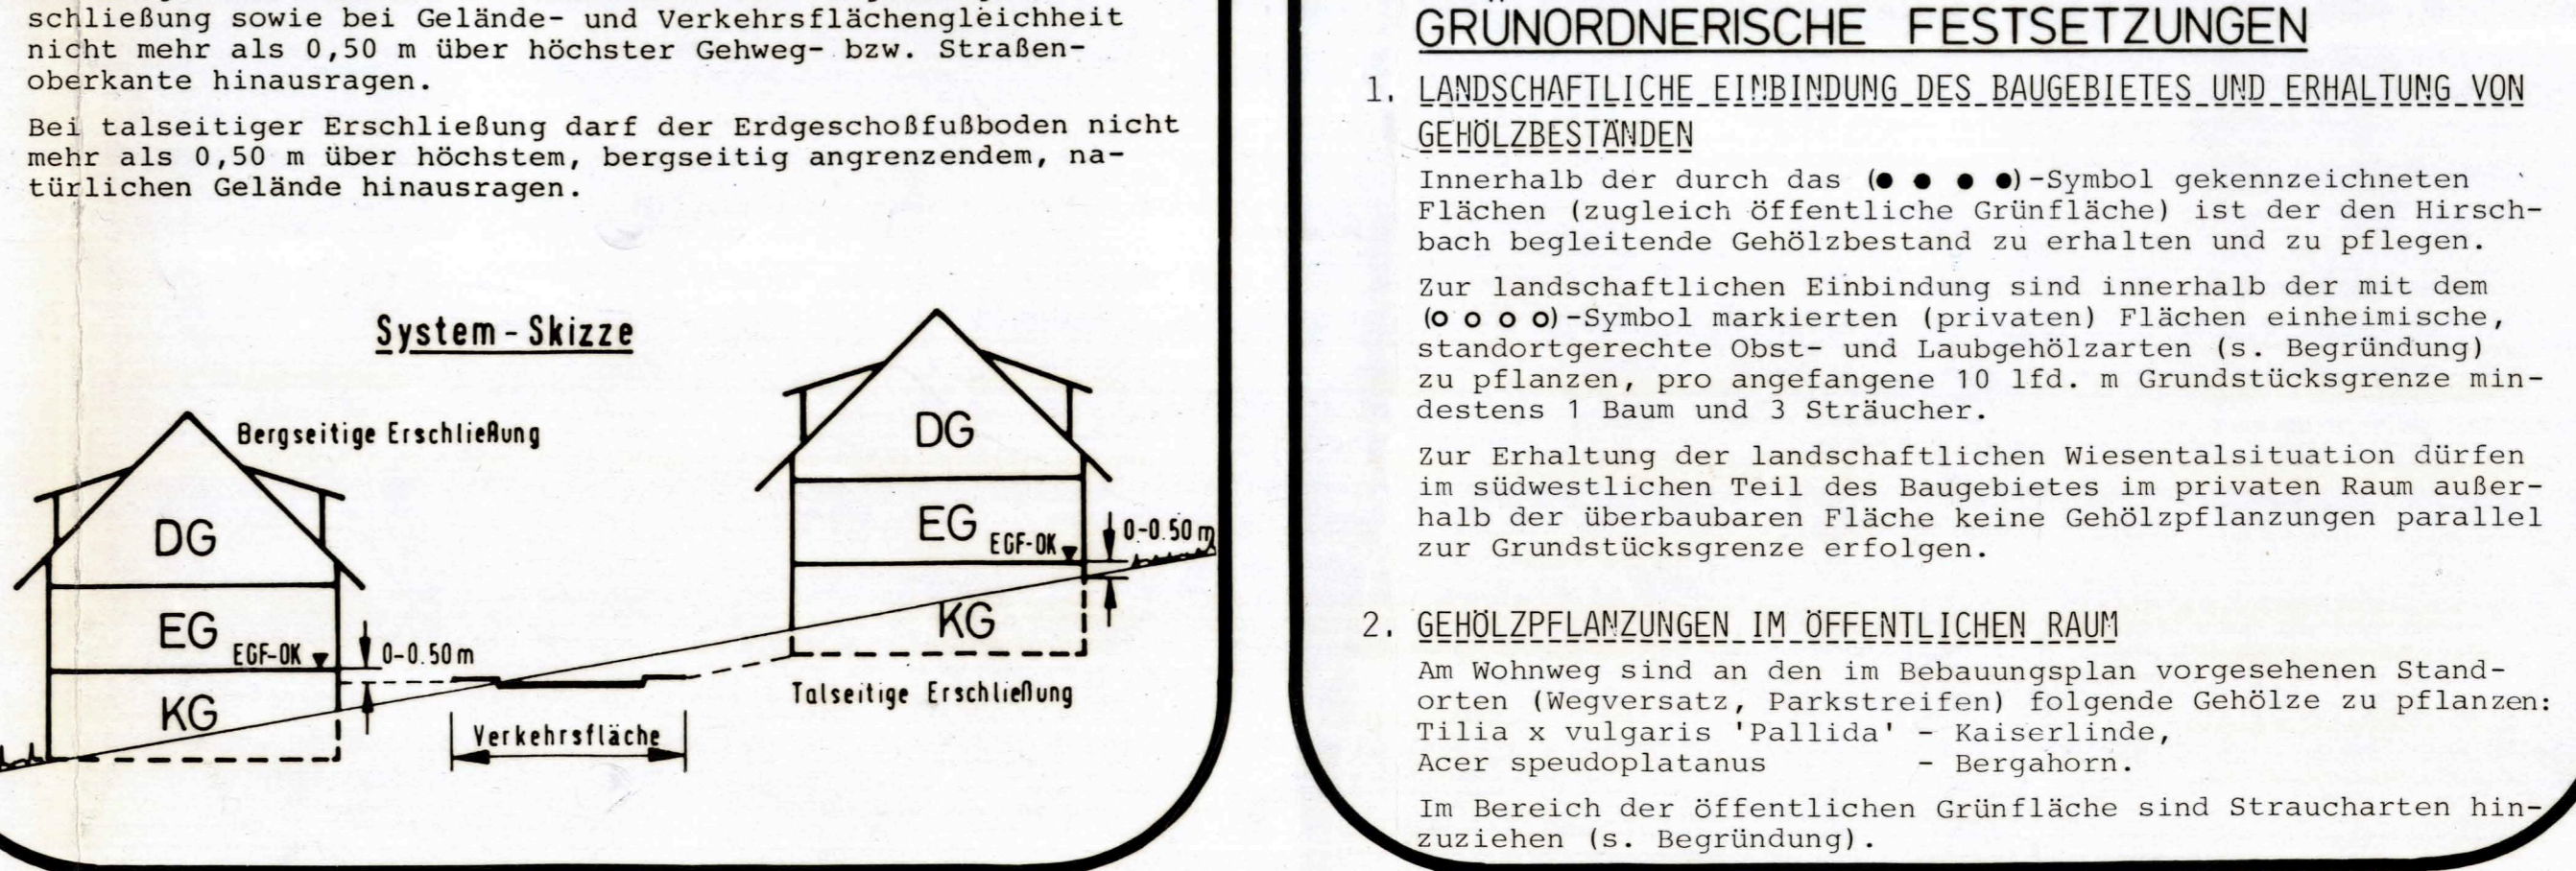 schließung sowie bei Gelände- und Verkehrsflächengleichheit
nicht mehr als 0,50 m über höchster Gehweg- bzw. Straßen-
oberkante hinausragen.
Bei talseitiger Erschließung darf der Erdgeschoßfußboden nicht
mehr als 0,50 m über höchstem, bergseitig angrenzendem, na-
türlichen Gelände hinausragen.
System-Skizze
Bergseitige Erschließung
DG
EG
EGF-OK
0-0.50m
KG
Verkehrsfläche
DG
EG
EGF-OK
0-0.50m
KG
Talseitige Erschließung
GRÜNORDNERISCHE FESTSETZUNGEN
1. LANDSCHAFTLICHE EINBINDUNG DES BAUGEBIETES UND ERHALTUNG VON
GEHÖLZBESTÄNDEN
Innerhalb der durch das (● ● ● ●)-Symbol gekennzeichneten
Flächen (zugleich öffentliche Grünfläche) ist der den Hirsch-
bach begleitende Gehölzbestand zu erhalten und zu pflegen.
Zur landschaftlichen Einbindung sind innerhalb der mit dem
(o o o o)-Symbol markierten (privaten) Flächen einheimische,
standortgerechte Obst- und Laubgehölzarten (s. Begründung)
zu pflanzen, pro angefangene 10 lfd. m Grundstücksgrenze min-
destens 1 Baum und 3 Sträucher.
Zur Erhaltung der landschaftlichen Wiesentalsituation dürfen
im südwestlichen Teil des Baugebietes im privaten Raum außer-
halb der überbaubaren Fläche keine Gehölzpflanzungen parallel
zur Grundstücksgrenze erfolgen.
2. GEHÖLZPFLANZUNGEN IM ÖFFENTLICHEN RAUM
Am Wohnweg sind an den im Bebauungsplan vorgesehenen Stand-
orten (Wegversatz, Parkstreifen) folgende Gehölze zu pflanzen:
Tilia x vulgaris 'Pallida' - Kaiserlinde,
Acer speudoplatanus - Bergahorn.
Im Bereich der öffentlichen Grünfläche sind Straucharten hin-
zuziehen (s. Begründung).